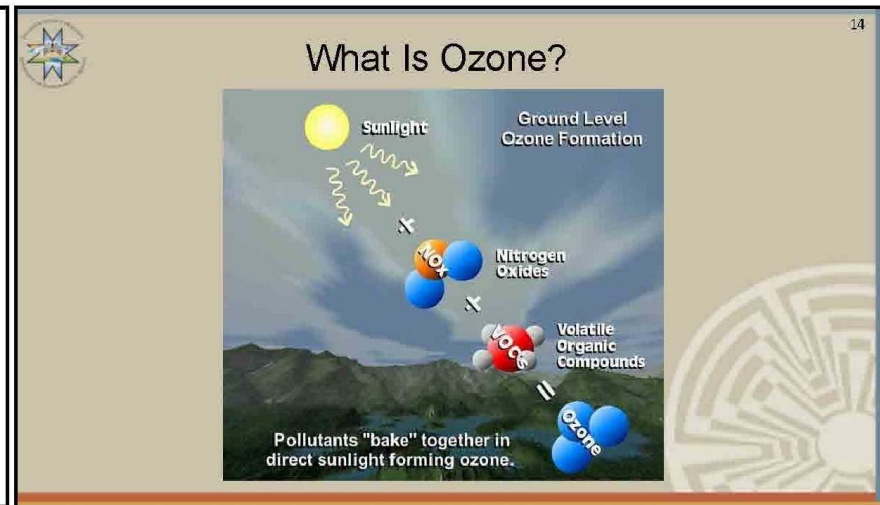 14
What Is Ozone?
Sunlight
Ground Level
Ozone Formation
+
NOx
Nitrogen
Oxides
+
VOCs
Volatile
Organic
Compounds
=
Ozone
Pollutants "bake" together in
direct sunlight forming ozone.